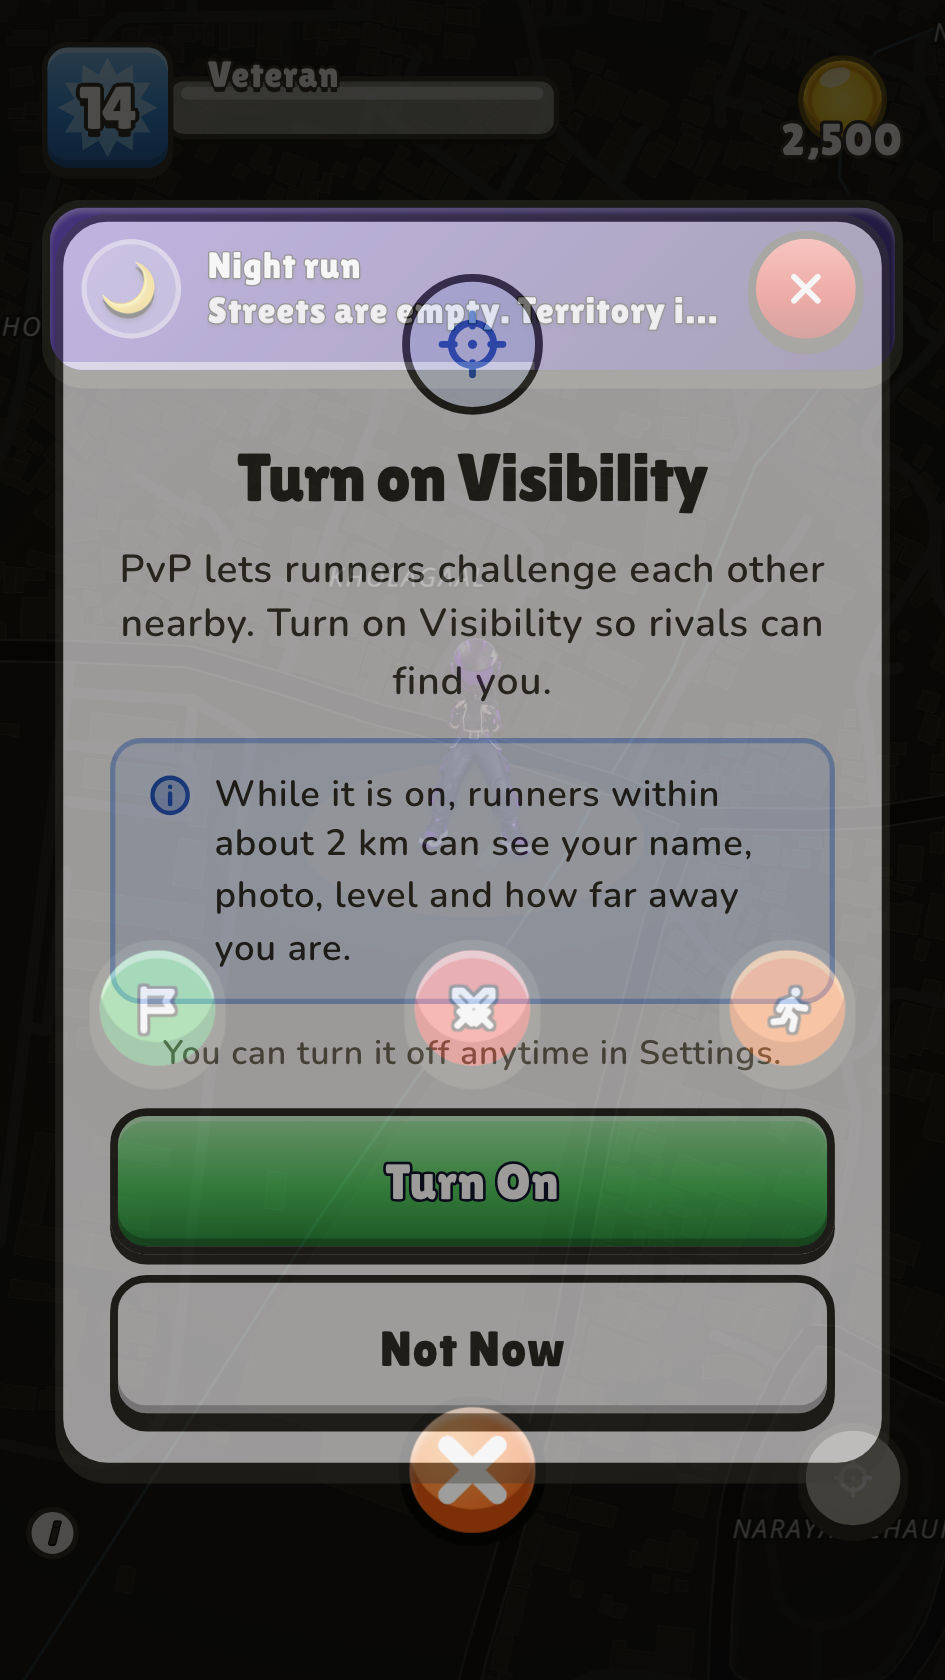 Veteran
14
2,500
Night run
Streets are empty. Territory i...
Turn on Visibility
PvP lets runners challenge each other
nearby. Turn on Visibility so rivals can
find you.
While it is on, runners within
about 2 km can see your name,
photo, level and how far away
you are.
You can turn it off anytime in Settings.
Turn On
Not Now